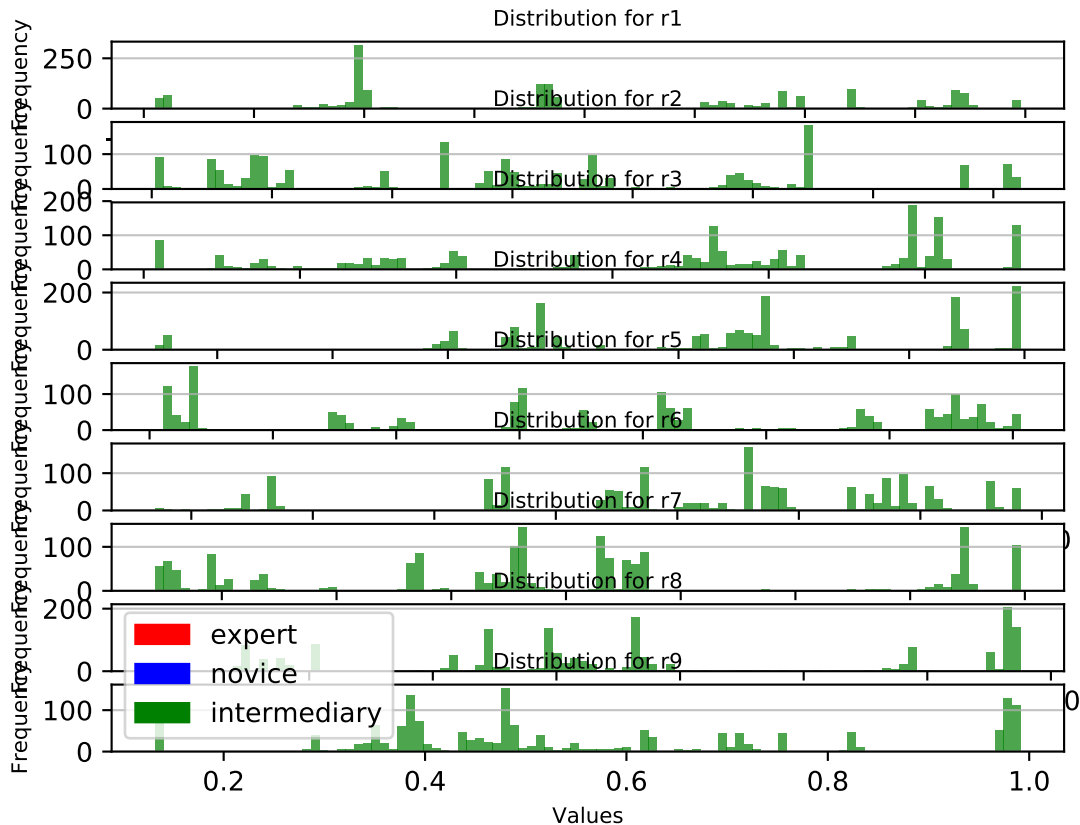 Distribution for r1
Frequency
250
0
Distribution for r2
Frequency
100
0
Distribution for r3
Frequency
200
100
0
Distribution for r4
Frequency
200
0
Distribution for r5
Frequency
100
0
Distribution for r6
Frequency
100
0
Distribution for r7
Frequency
100
0
Distribution for r8
Frequency
200
0
expert
novice
intermediary
Distribution for r9
Frequency
100
0
0.2 0.4 0.6 0.8 1.0
Values